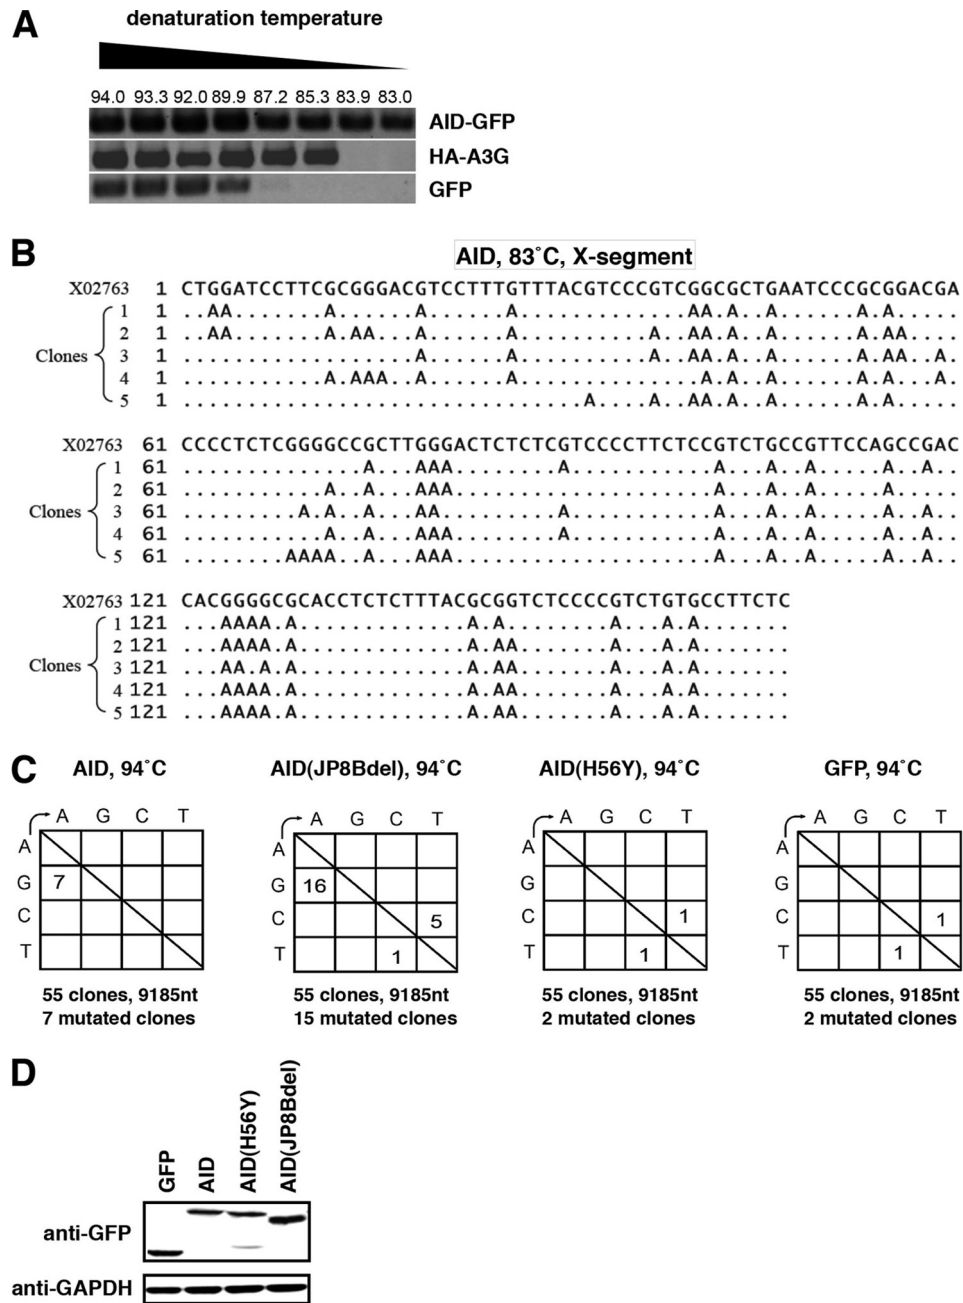 A
denaturation temperature
94.0 93.3 92.0 89.9 87.2 85.3 83.9 83.0
AID-GFP
HA-A3G
GFP
B
AID, 83°C, X-segment
X02763 1 CTGGATCCTTCGCGGGACGTCCTTTGTTTACGTCCCGTCGGCGCTGAATCCCGCGGACGA
Clones
1 1 ..AA.......A......A......A.............AA.A..A......A.A.....
2 1 ..AA.......A.AA...A......A..........A..AA.A..A......A.AA....
3 1 ..................A......A..........A..AA.A..A......A.AA..A.
4 1 ...........A.AAA..A......A..............A.A..A......A.A...A.
5 1 ...............................A....A..AA.A..A......A.AA....
X02763 61 CCCCTCTCGGGGCCGCTTGGGACTCTCTCGTCCCCTTCTCCGTCTGCCGTTCCAGCCGAC
Clones
1 61 ..............A...AAA........A...........A...A..A.....A..A..
2 61 ...........A..A...AAA....................A...A..A.....A.....
3 61 .........A.A..A...AA.........A...........A...A..A.....A..A..
4 61 ...........A..A...AAA........A...........A...A..A.....A..A..
5 61 ........AAAA..A...AAA....................A...A..A.....A..A..
X02763 121 CACGGGGCGCACCTCTCTTTACGCGGTCTCCCCGTCTGTGCCTTCTC
Clones
1 121 ...AAAA.A.............A.A........A...A.A.......
2 121 ...AAAA.A.............A.AA.......A...A.A.......
3 121 ...AA.A.A.............A.AA.......A...A.A.......
4 121 ...AAAA.A.............A.AA.......A...A.A.......
5 121 ...AAAA.A.............A.AA.......A...A.A.......
C
AID, 94°C
A G C T
A
G 7
C
T
55 clones, 9185nt
7 mutated clones
AID(JP8Bdel), 94°C
A G C T
A
G 16
C 5
T 1
55 clones, 9185nt
15 mutated clones
AID(H56Y), 94°C
A G C T
A
G
C 1
T 1
55 clones, 9185nt
2 mutated clones
GFP, 94°C
A G C T
A
G
C 1
T 1
55 clones, 9185nt
2 mutated clones
D
GFP
AID
AID(H56Y)
AID(JP8Bdel)
anti-GFP
anti-GAPDH